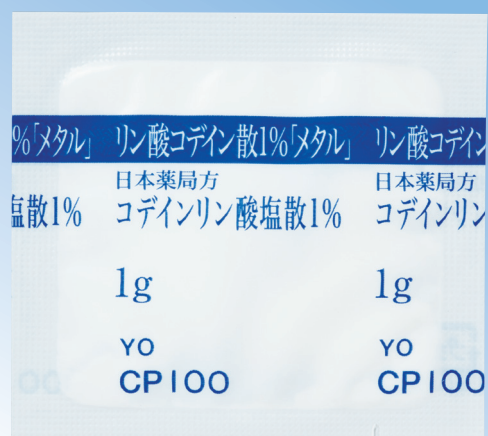 %「メタル」 リン酸コデイン散1%「メタル」 リン酸コデイン
日本薬局方 日本薬局方
塩散1% コデインリン酸塩散1% コデインリン
1g 1g
YO YO
CP100 CP100